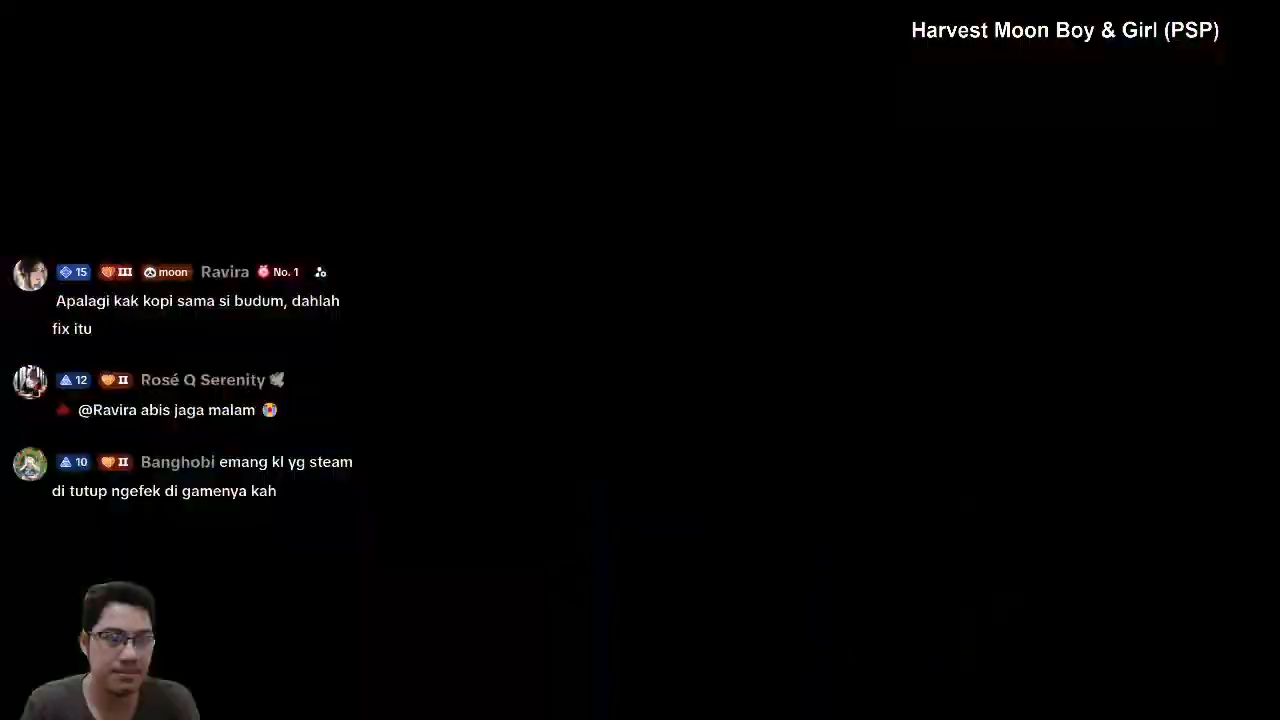 Harvest Moon Boy & Girl (PSP)
15 III moon Ravira No. 1
Apalagi kak kopi sama si budum, dahlah
fix itu
12 II Rosé Q Serenity
@Ravira abis jaga malam 😭
10 II Banghobi emang kl yg steam
di tutup ngefek di gamenya kah